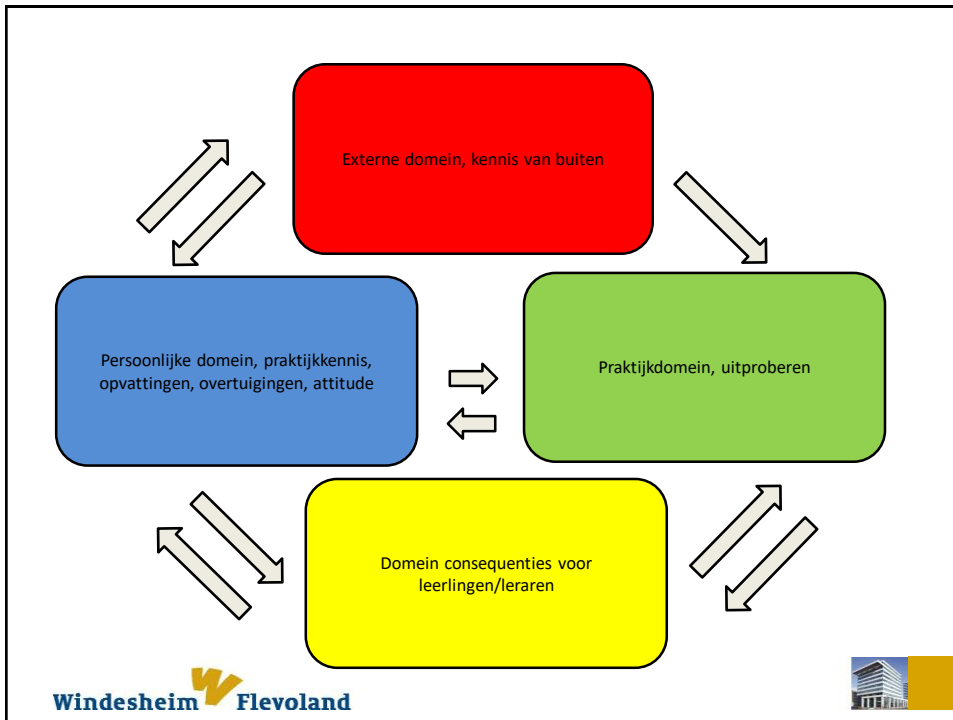 Externe domein, kennis van buiten
Persoonlijke domein, praktijkkennis,
opvattingen, overtuigingen, attitude
Praktijkdomein, uitproberen
Domein consequenties voor
leerlingen/leraren
Windesheim Flevoland